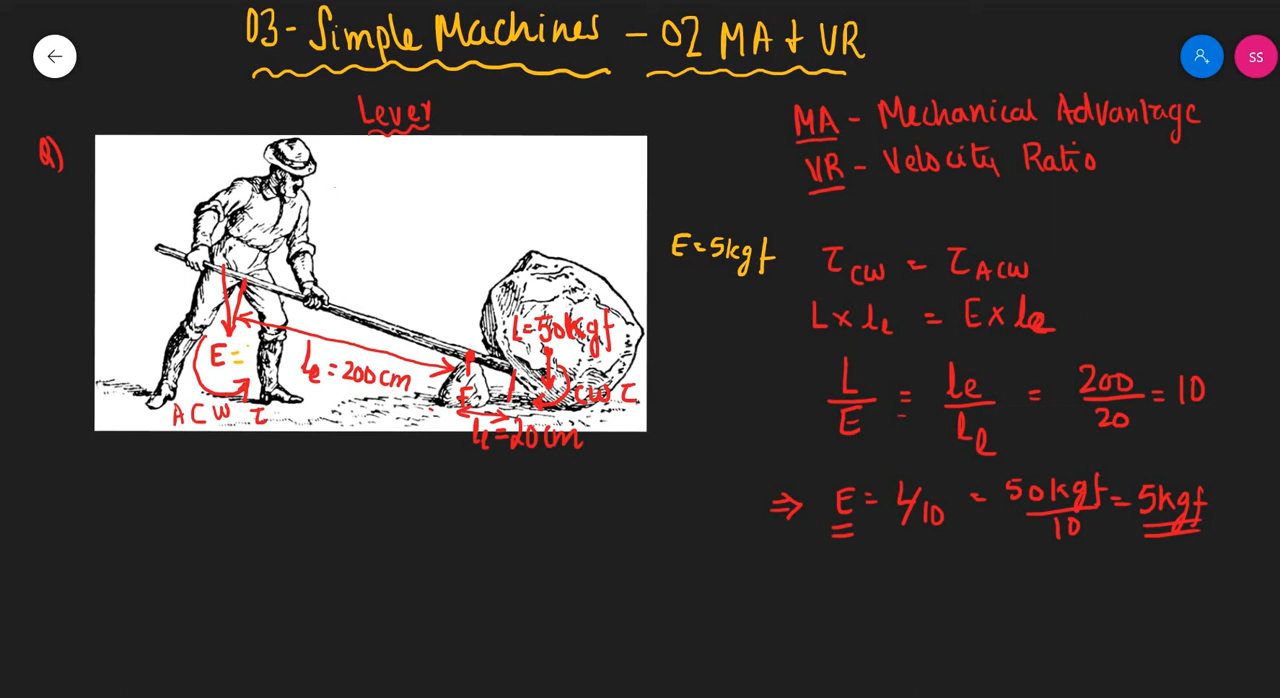 03 - Simple Machines - 02 MA + VR
SS
Lever
MA - Mechanical Advantage
VR - Velocity Ratio
Q)
E = 5kgf
τCW = τACW
L × lℓ = E × le
L/E = le/lℓ = 200/20 = 10
⇒ E = L/10 = 50kgf/10 = 5kgf
L = 50kgf
E =
le = 200cm
F
CW τ
ACW τ
lℓ = 20cm